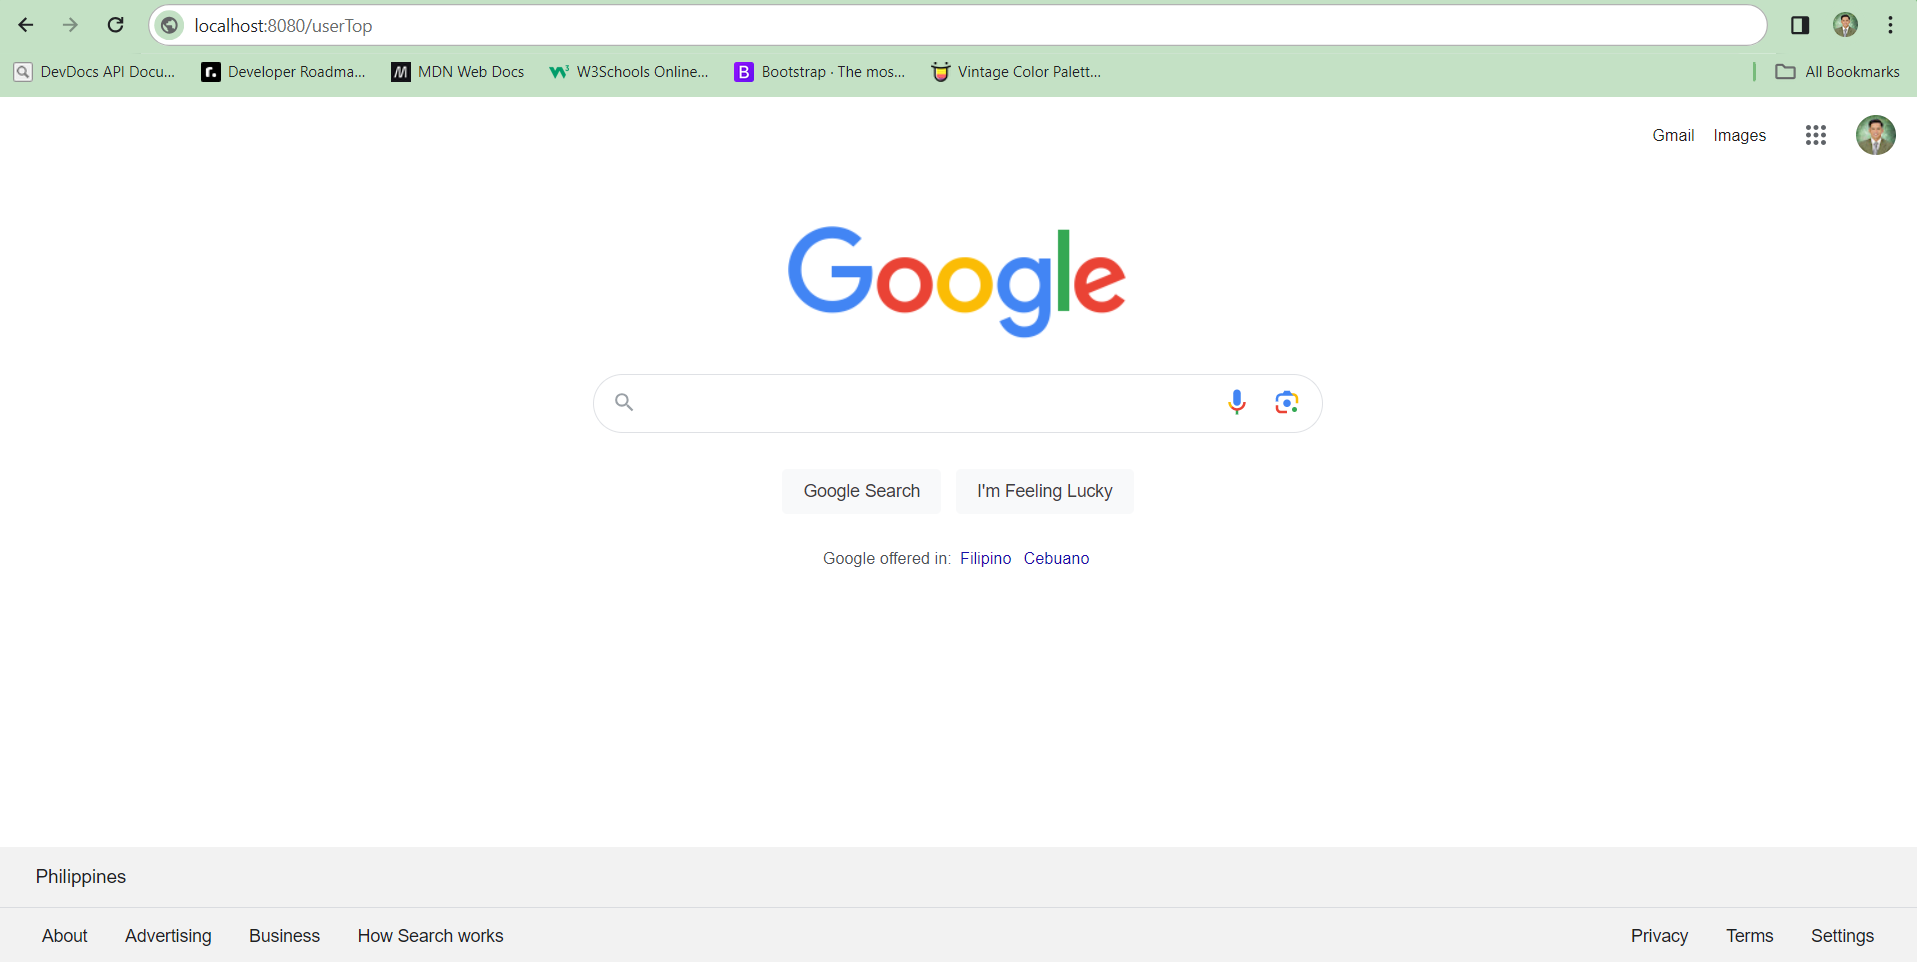 localhost:8080/userTop
DevDocs API Docu... Developer Roadma... MDN Web Docs W3Schools Online... Bootstrap · The mos... Vintage Color Palett... All Bookmarks
Gmail Images
Google
Google Search I'm Feeling Lucky
Google offered in: Filipino Cebuano
Philippines
About Advertising Business How Search works Privacy Terms Settings